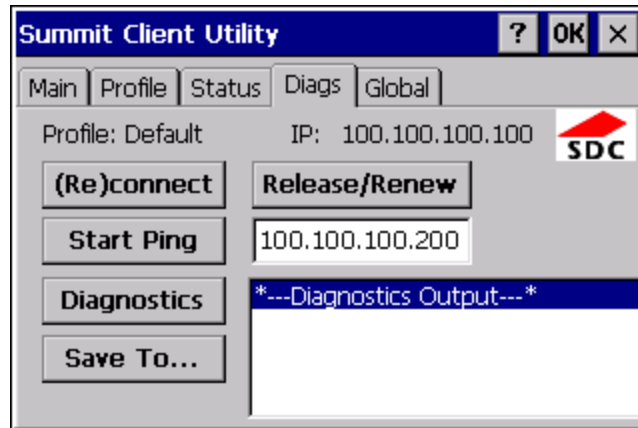 Summit Client Utility ? OK ×
Main Profile Status Diags Global
Profile: Default IP: 100.100.100.100
SDC
(Re)connect Release/Renew
Start Ping 100.100.100.200
Diagnostics *---Diagnostics Output---*
Save To...